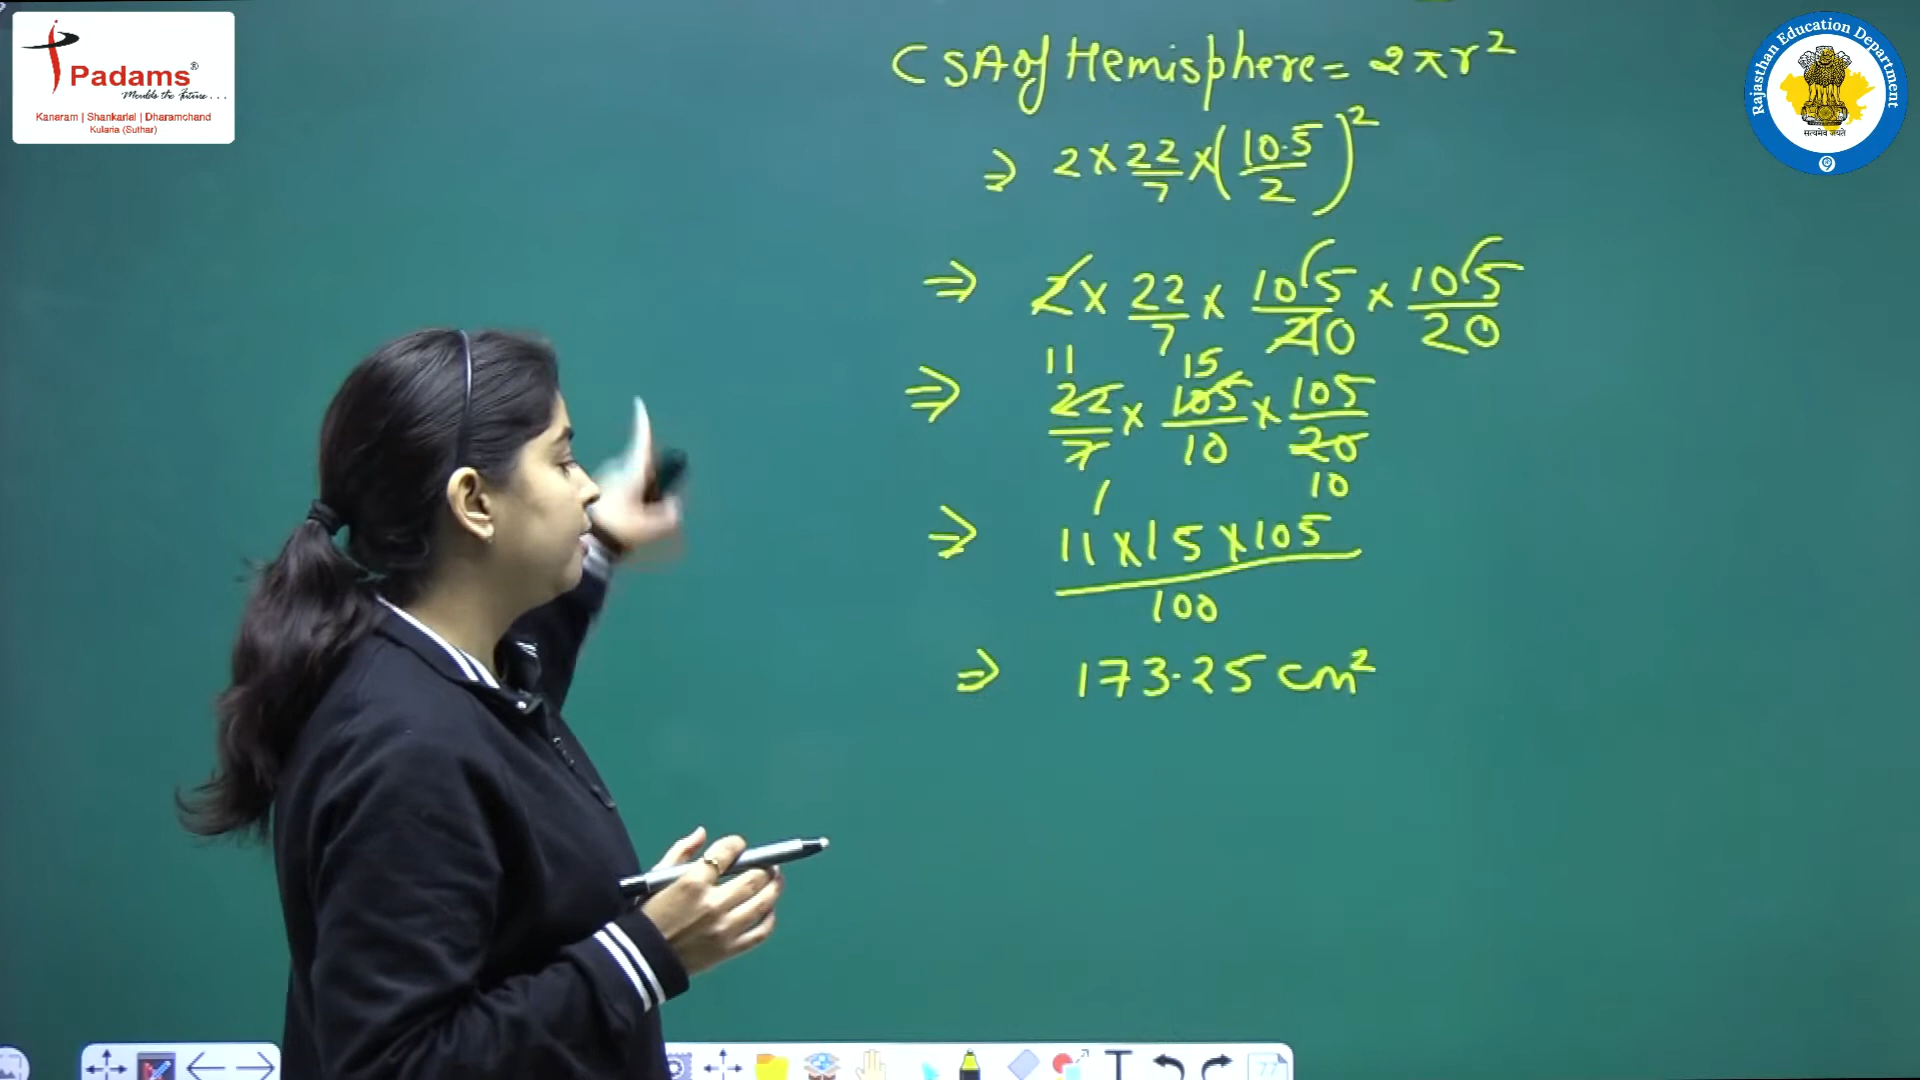 Padams®
Moulds the Future...
Kanaram | Shankarlal | Dharamchand
Kularia (Suthar)
Rajasthan Education Department
सत्यमेव जयते
CSA of Hemisphere = 2πr²
⇒ 2 × 22/7 × (10.5/2)²
⇒ 2 × 22/7 × 105/20 × 105/20
11 15
⇒ 22/7 × 105/10 × 105/20
1 10
⇒ 11 × 15 × 105
100
⇒ 173.25 cm²
T
77